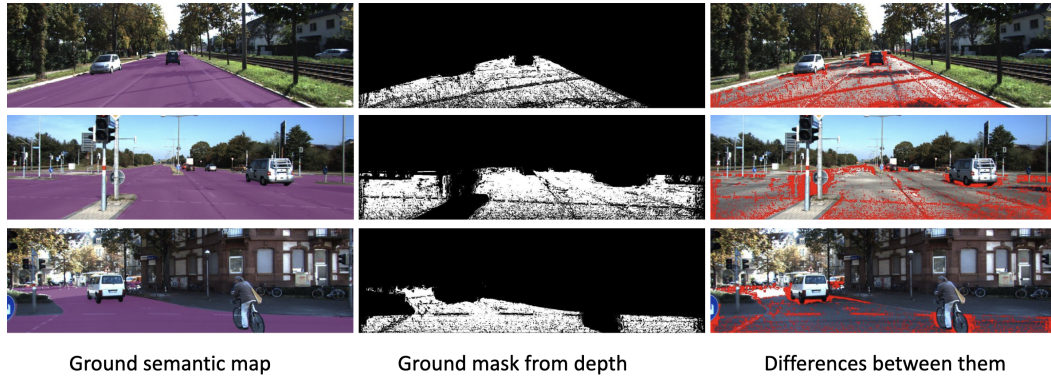 Ground semantic map
Ground mask from depth
Differences between them